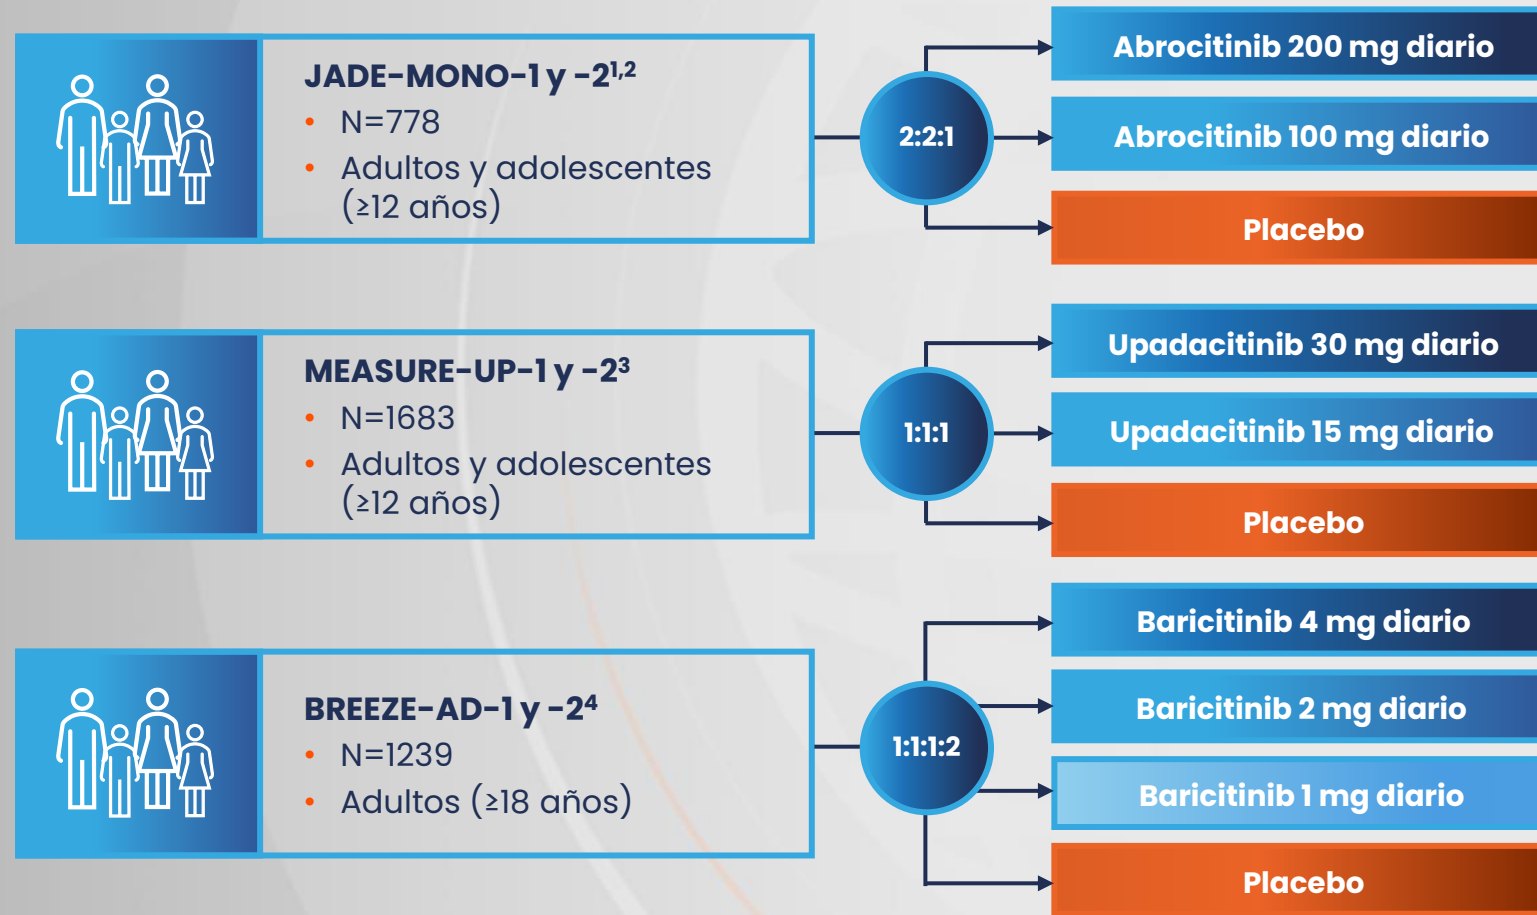 JADE-MONO-1 y -2¹,²
• N=778
• Adultos y adolescentes
(≥12 años)
2:2:1
Abrocitinib 200 mg diario
Abrocitinib 100 mg diario
Placebo
MEASURE-UP-1 y -2³
• N=1683
• Adultos y adolescentes
(≥12 años)
1:1:1
Upadacitinib 30 mg diario
Upadacitinib 15 mg diario
Placebo
BREEZE-AD-1 y -2⁴
• N=1239
• Adultos (≥18 años)
1:1:1:2
Baricitinib 4 mg diario
Baricitinib 2 mg diario
Baricitinib 1 mg diario
Placebo